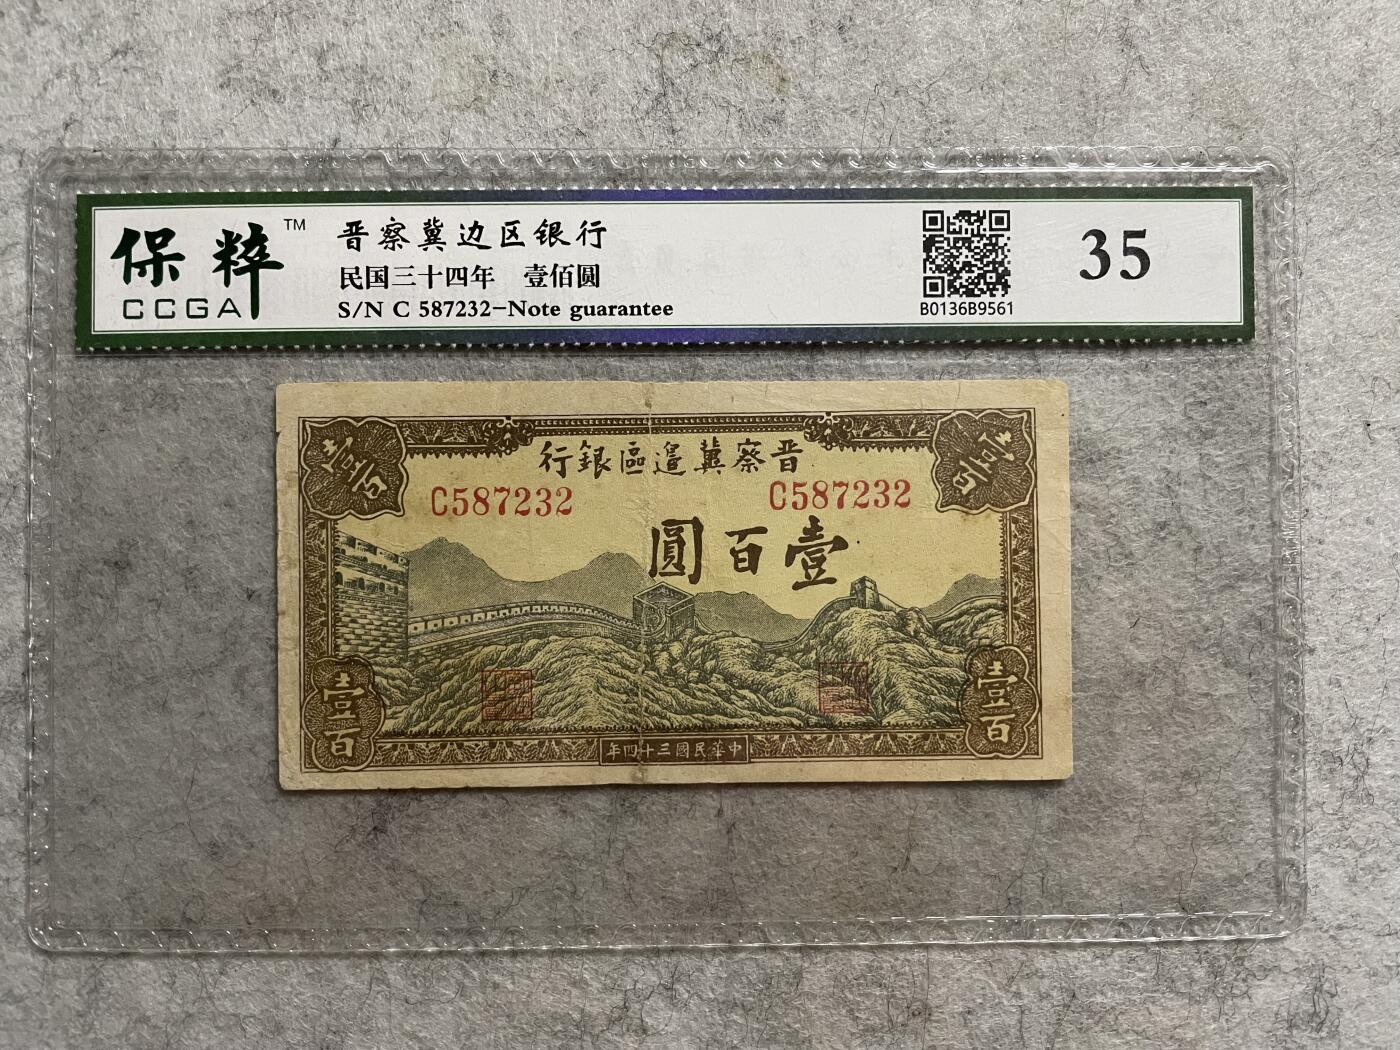 保粹™
CCGA
晋察冀边区银行
民国三十四年 壹佰圆
S/N C 587232-Note guarantee
B0136B9561
35
壹百
壹百
行銀區邊冀察晉
C587232
C587232
圓百壹
壹百
壹百
年四十三國民華中